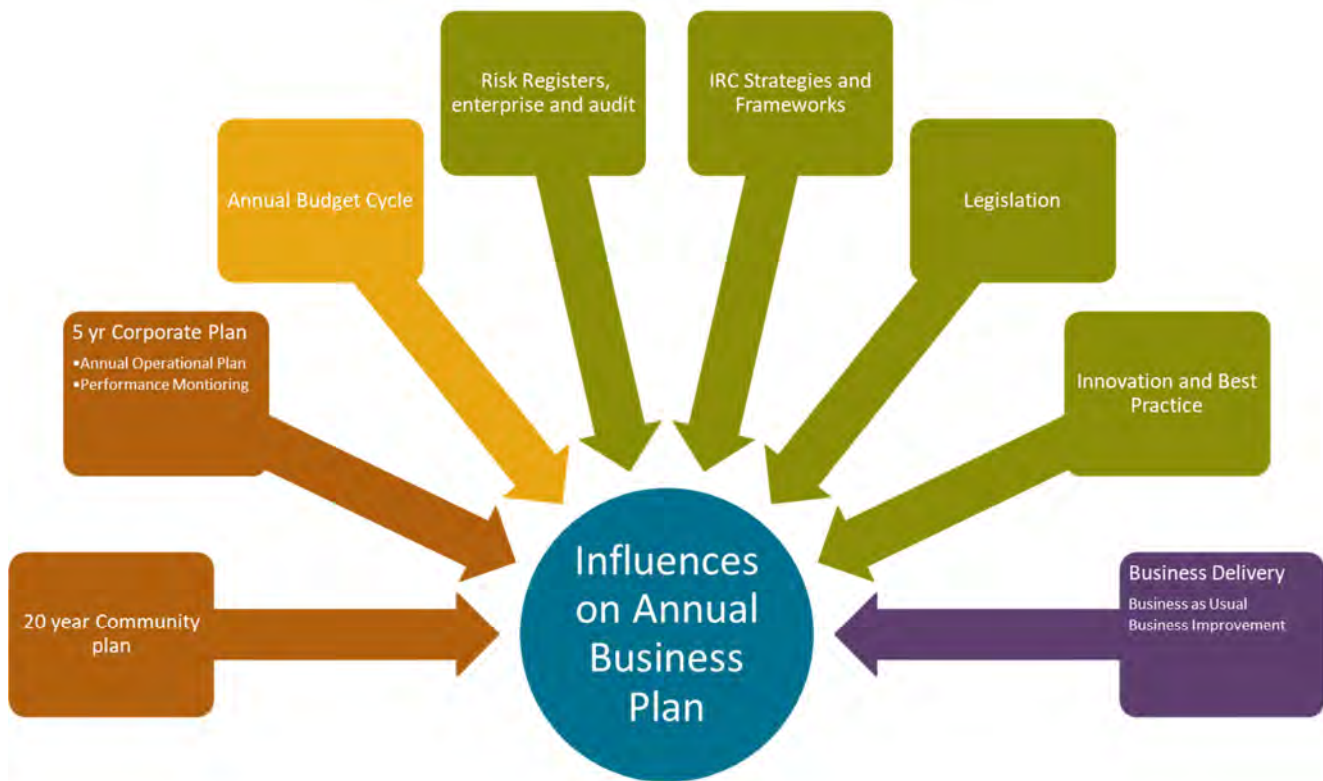 Risk Registers,
enterprise and audit
IRC Strategies and
Frameworks
Annual Budget Cycle
Legislation
5 yr Corporate Plan
•Annual Operational Plan
•Performance Montioring
Innovation and Best
Practice
20 year Community
plan
Influences
on Annual
Business
Plan
Business Delivery
Business as Usual
Business Improvement